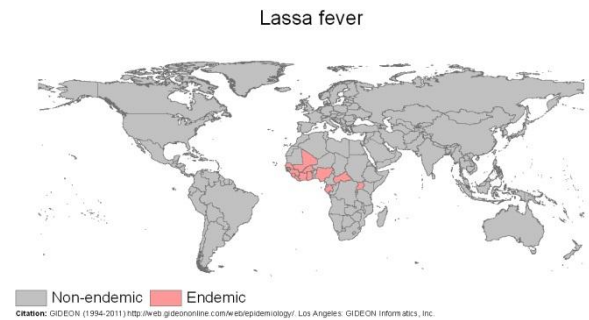 Lassa fever
Non-endemic Endemic
Citation: GIDEON (1994-2011) http://web.gideononline.com/web/epidemiology/. Los Angeles: GIDEON Informatics, Inc.